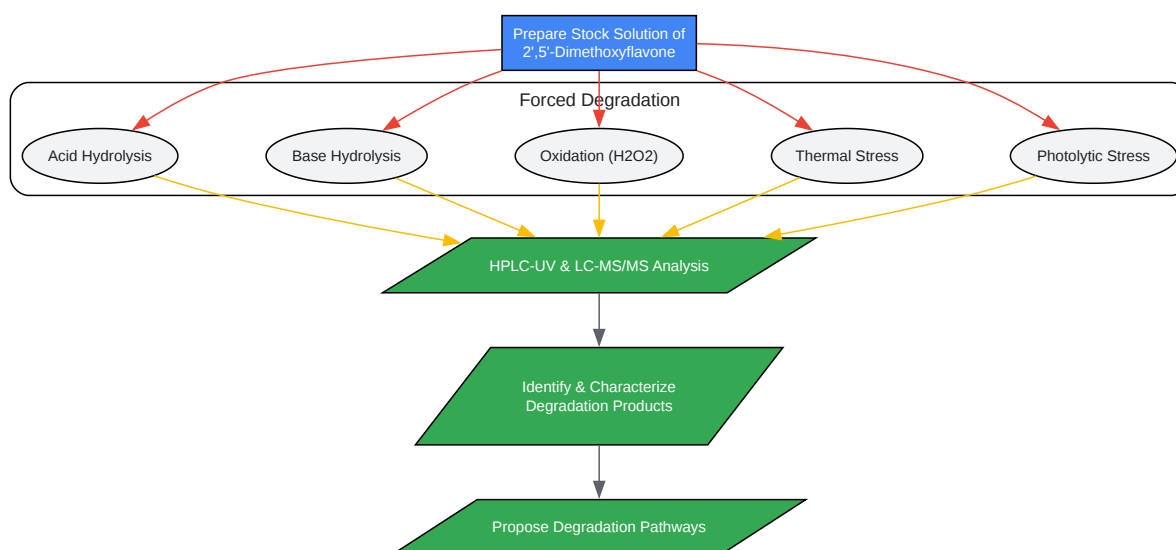 Prepare Stock Solution of
2',5'-Dimethoxyflavone
Forced Degradation
Acid Hydrolysis
Base Hydrolysis
Oxidation (H2O2)
Thermal Stress
Photolytic Stress
HPLC-UV & LC-MS/MS Analysis
Identify & Characterize
Degradation Products
Propose Degradation Pathways